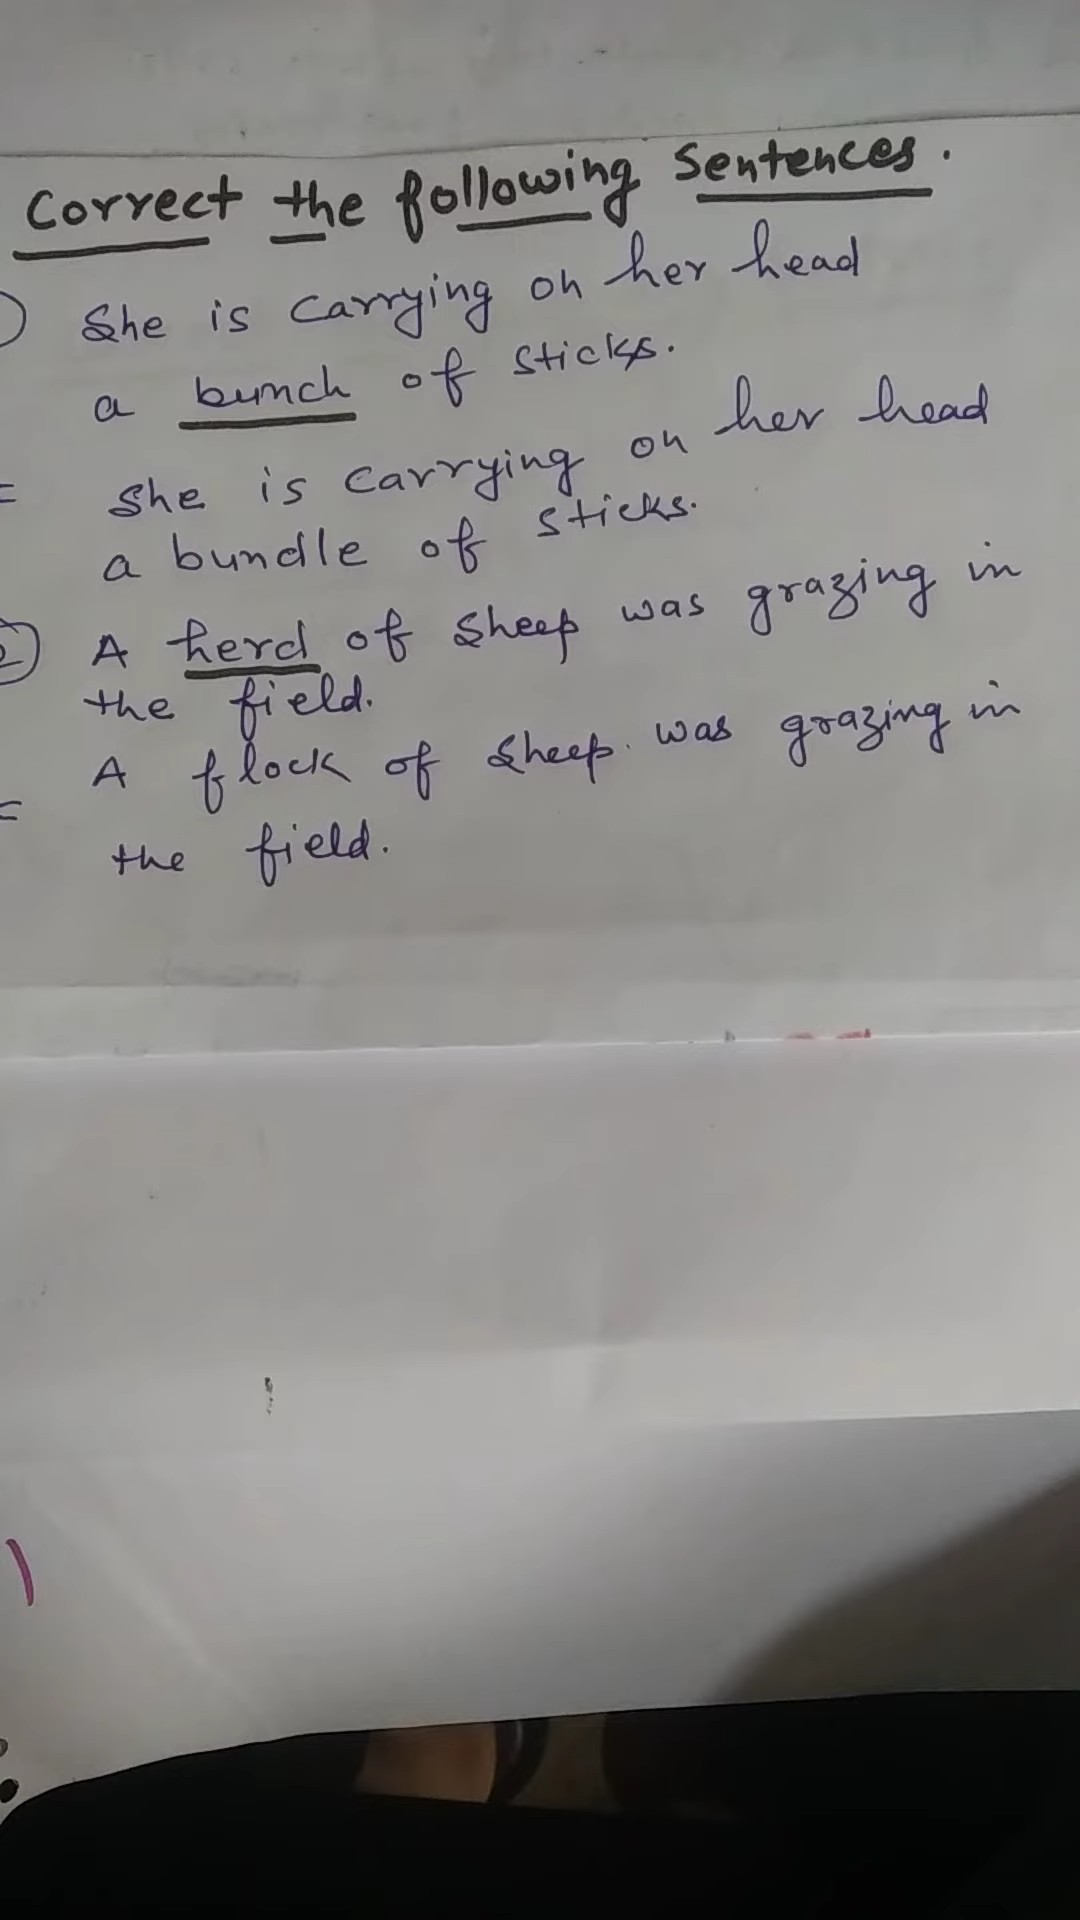 Correct the following Sentences.
) She is carrying on her head
a bunch of sticks.
= She is carrying on her head
a bundle of sticks.
2) A herd of sheep was grazing in
the field.
= A flock of sheep. was grazing in
the field.